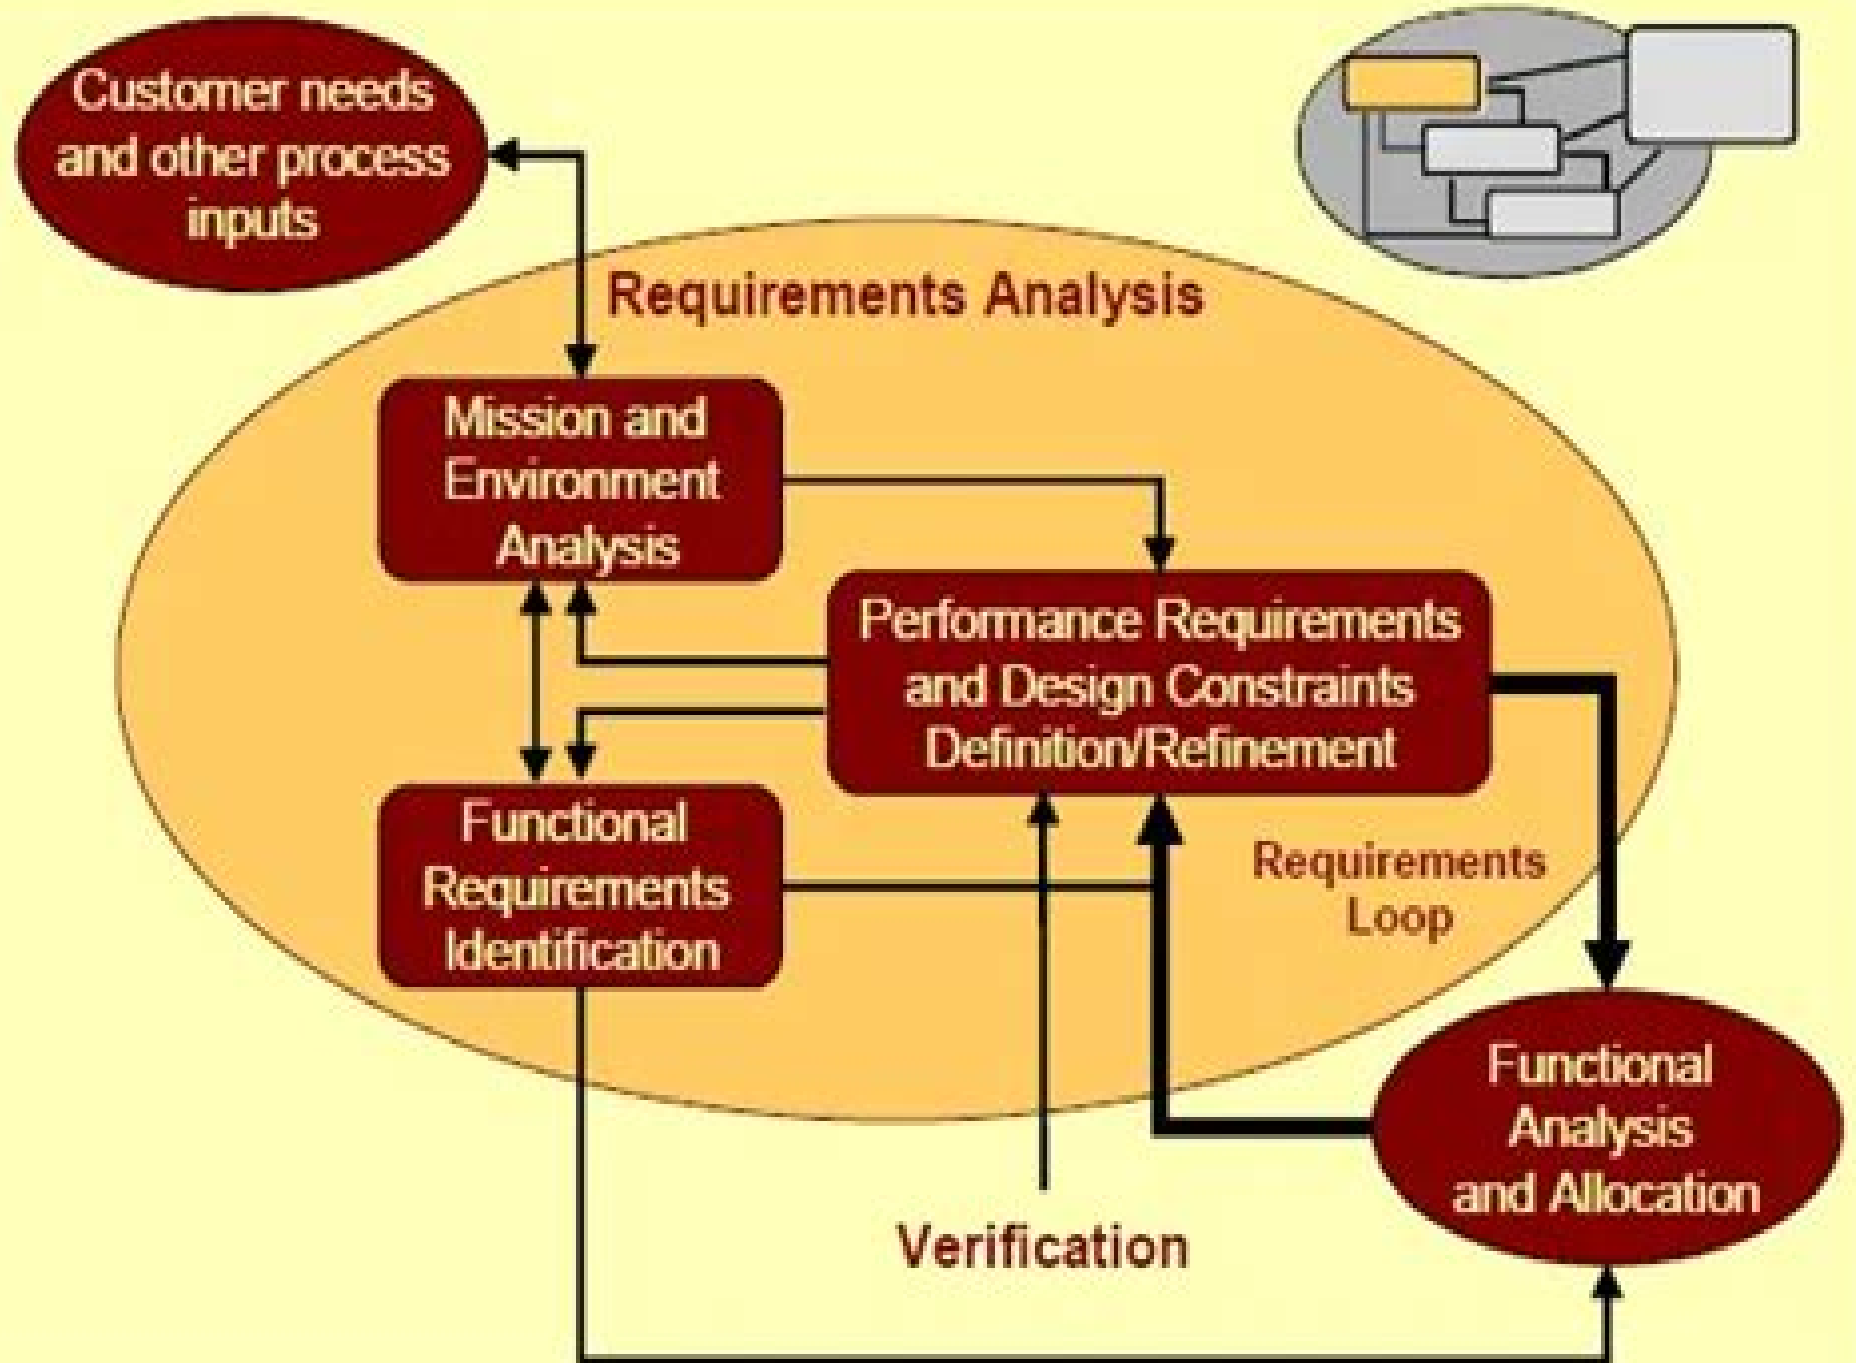 Customer needs
and other process
inputs
Requirements Analysis
Mission and
Environment
Analysis
Performance Requirements
and Design Constraints
Definition/Refinement
Functional
Requirements
Identification
Requirements
Loop
Functional
Analysis
and Allocation
Verification